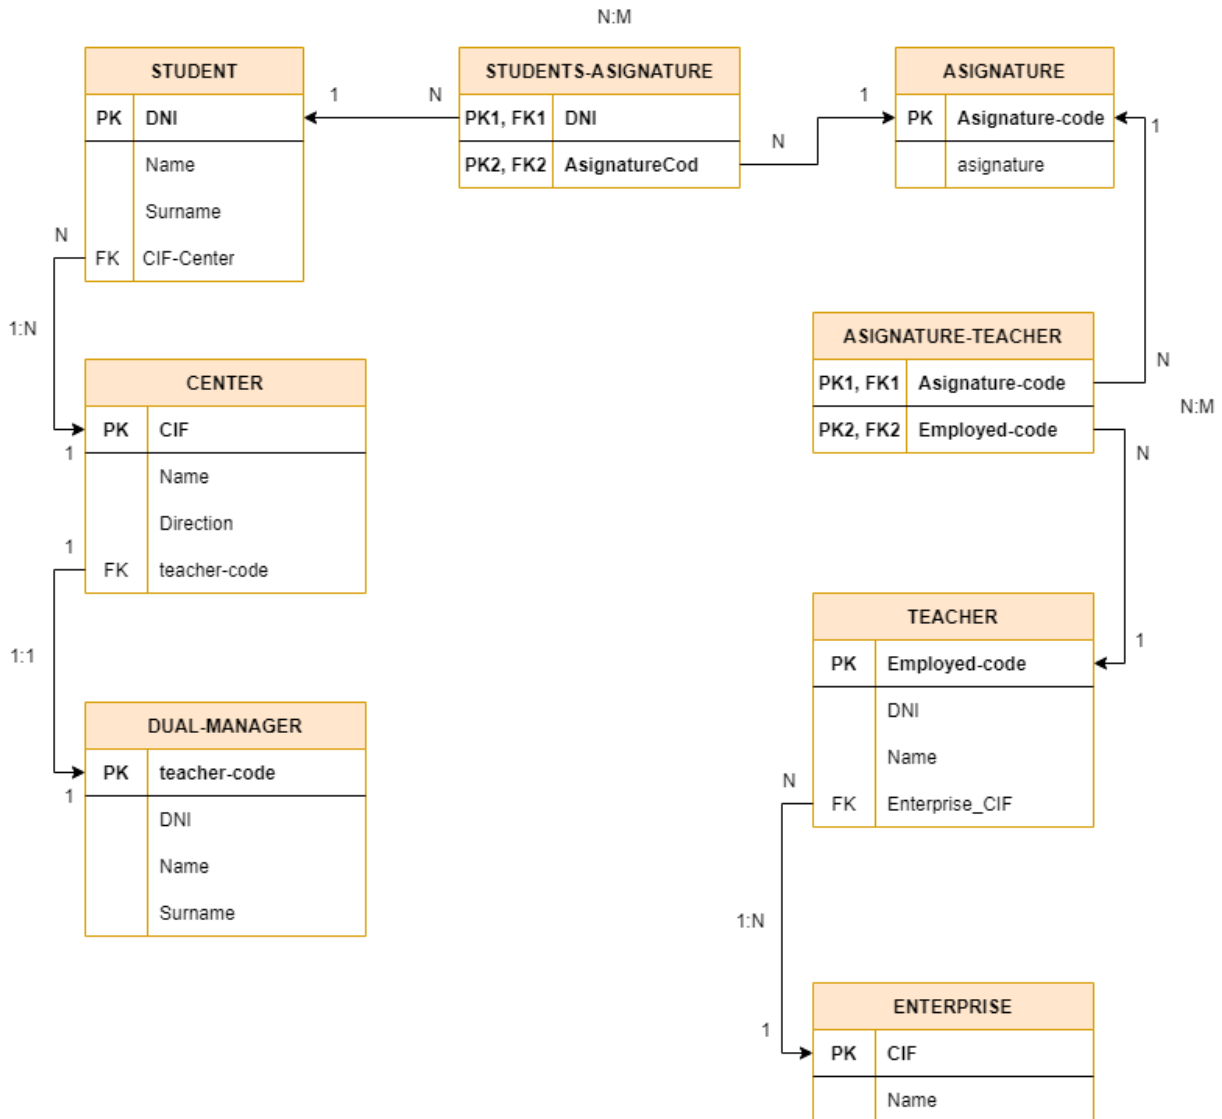 N:M
STUDENT
PK DNI
Name
Surname
FK CIF-Center
1
N
STUDENTS-ASIGNATURE
PK1, FK1 DNI
PK2, FK2 AsignatureCod
N
1
ASIGNATURE
PK Asignature-code
asignature
1
N
1:N
CENTER
PK CIF
Name
Direction
FK teacher-code
1
1
1:1
DUAL-MANAGER
PK teacher-code
DNI
Name
Surname
1
ASIGNATURE-TEACHER
PK1, FK1 Asignature-code
PK2, FK2 Employed-code
N
N:M
N
1
TEACHER
PK Employed-code
DNI
Name
FK Enterprise_CIF
N
1:N
1
ENTERPRISE
PK CIF
Name